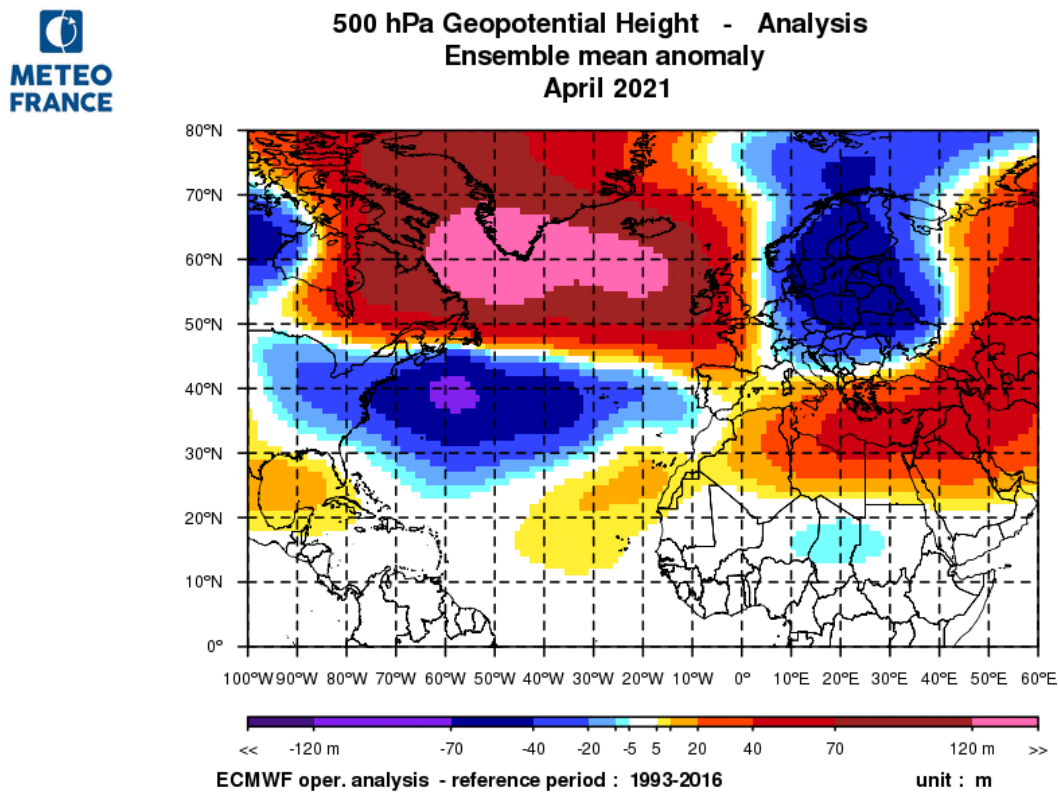 METEO
FRANCE
500 hPa Geopotential Height - Analysis
Ensemble mean anomaly
April 2021
80°N
70°N
60°N
50°N
40°N
30°N
20°N
10°N
0°
100°W 90°W 80°W 70°W 60°W 50°W 40°W 30°W 20°W 10°W 0° 10°E 20°E 30°E 40°E 50°E 60°E
<< -120 m -70 -40 -20 -5 5 20 40 70 120 m >>
ECMWF oper. analysis - reference period : 1993-2016 unit : m